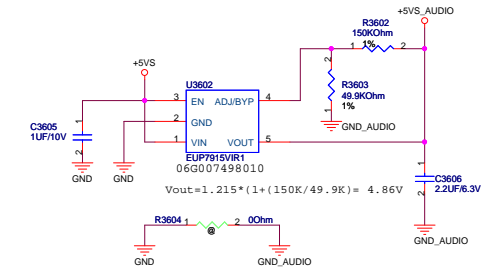 +5VS_AUDIO
R3602
150KOhm
1 2
1%
+5VS
U3602
2
R3603
49.9KOhm
1%
1
3 EN ADJ/BYP 4
2 GND
1 VIN VOUT 5
GND_AUDIO
C3605
1UF/10V
1
2
EUP7915VIR1
06G007498010
GND
GND
Vout=1.215*(1+(150K/49.9K)= 4.86V
1
C3606
2.2UF/6.3V
2
R3604 1 2 0Ohm
@
GND_AUDIO
GND
GND_AUDIO